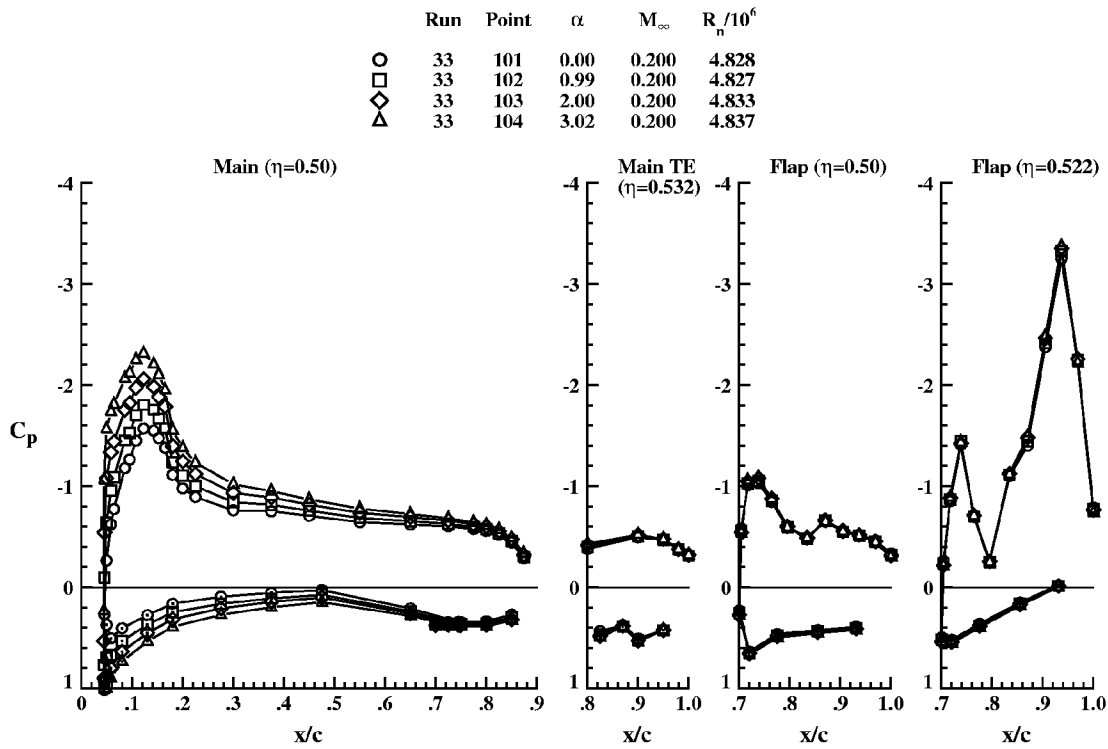 Run Point α M∞ Rn/10⁶
33 101 0.00 0.200 4.828
33 102 0.99 0.200 4.827
33 103 2.00 0.200 4.833
33 104 3.02 0.200 4.837
Main (η=0.50)
Main TE
(η=0.532)
Flap (η=0.50)
Flap (η=0.522)
-4 -4 -4 -4
-3 -3 -3 -3
-2 -2 -2 -2
Cp
-1 -1 -1 -1
0 0 0 0
1 1 1 1
0 .1 .2 .3 .4 .5 .6 .7 .8 .9 .8 .9 1.0 .7 .8 .9 1.0 .7 .8 .9 1.0
x/c x/c x/c x/c